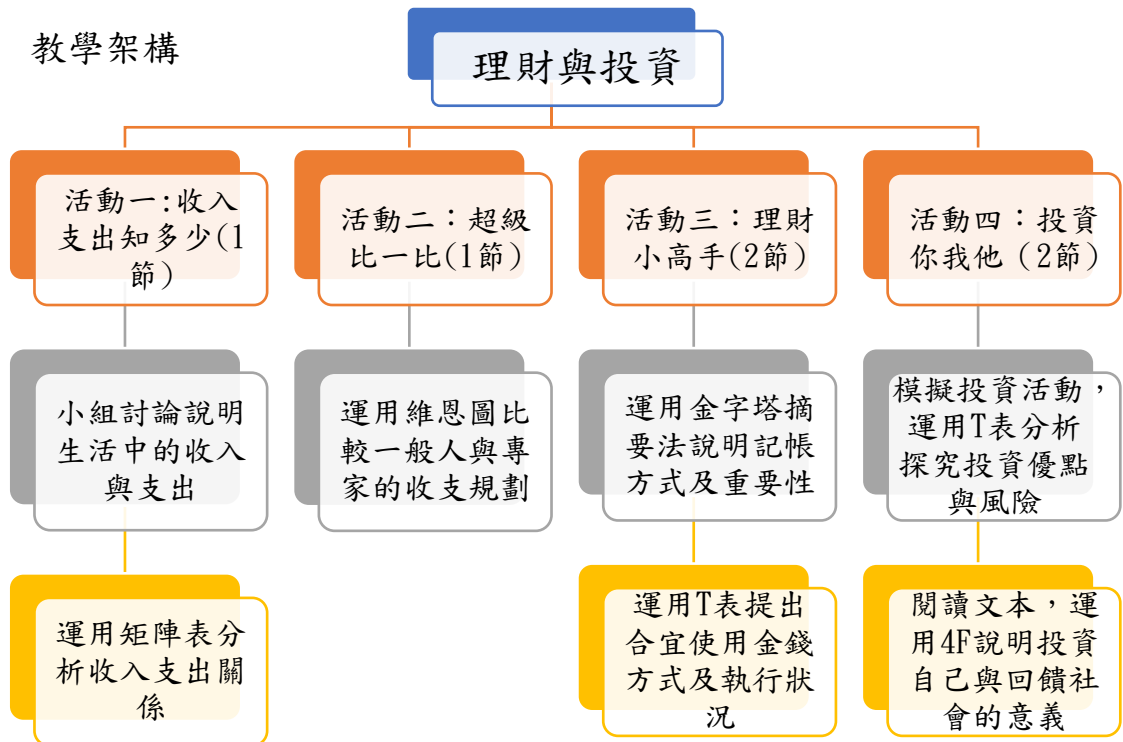 教學架構
理財與投資
活動一:收入
支出知多少(1
節)
活動二：超級
比一比(1節)
活動三：理財
小高手(2節)
活動四：投資
你我他（2節）
小組討論說明
生活中的收入
與支出
運用維恩圖比
較一般人與專
家的收支規劃
運用金字塔摘
要法說明記帳
方式及重要性
模擬投資活動，
運用T表分析
探究投資優點
與風險
運用矩陣表分
析收入支出關
係
運用T表提出
合宜使用金錢
方式及執行狀
況
閱讀文本，運
用4F說明投資
自己與回饋社
會的意義